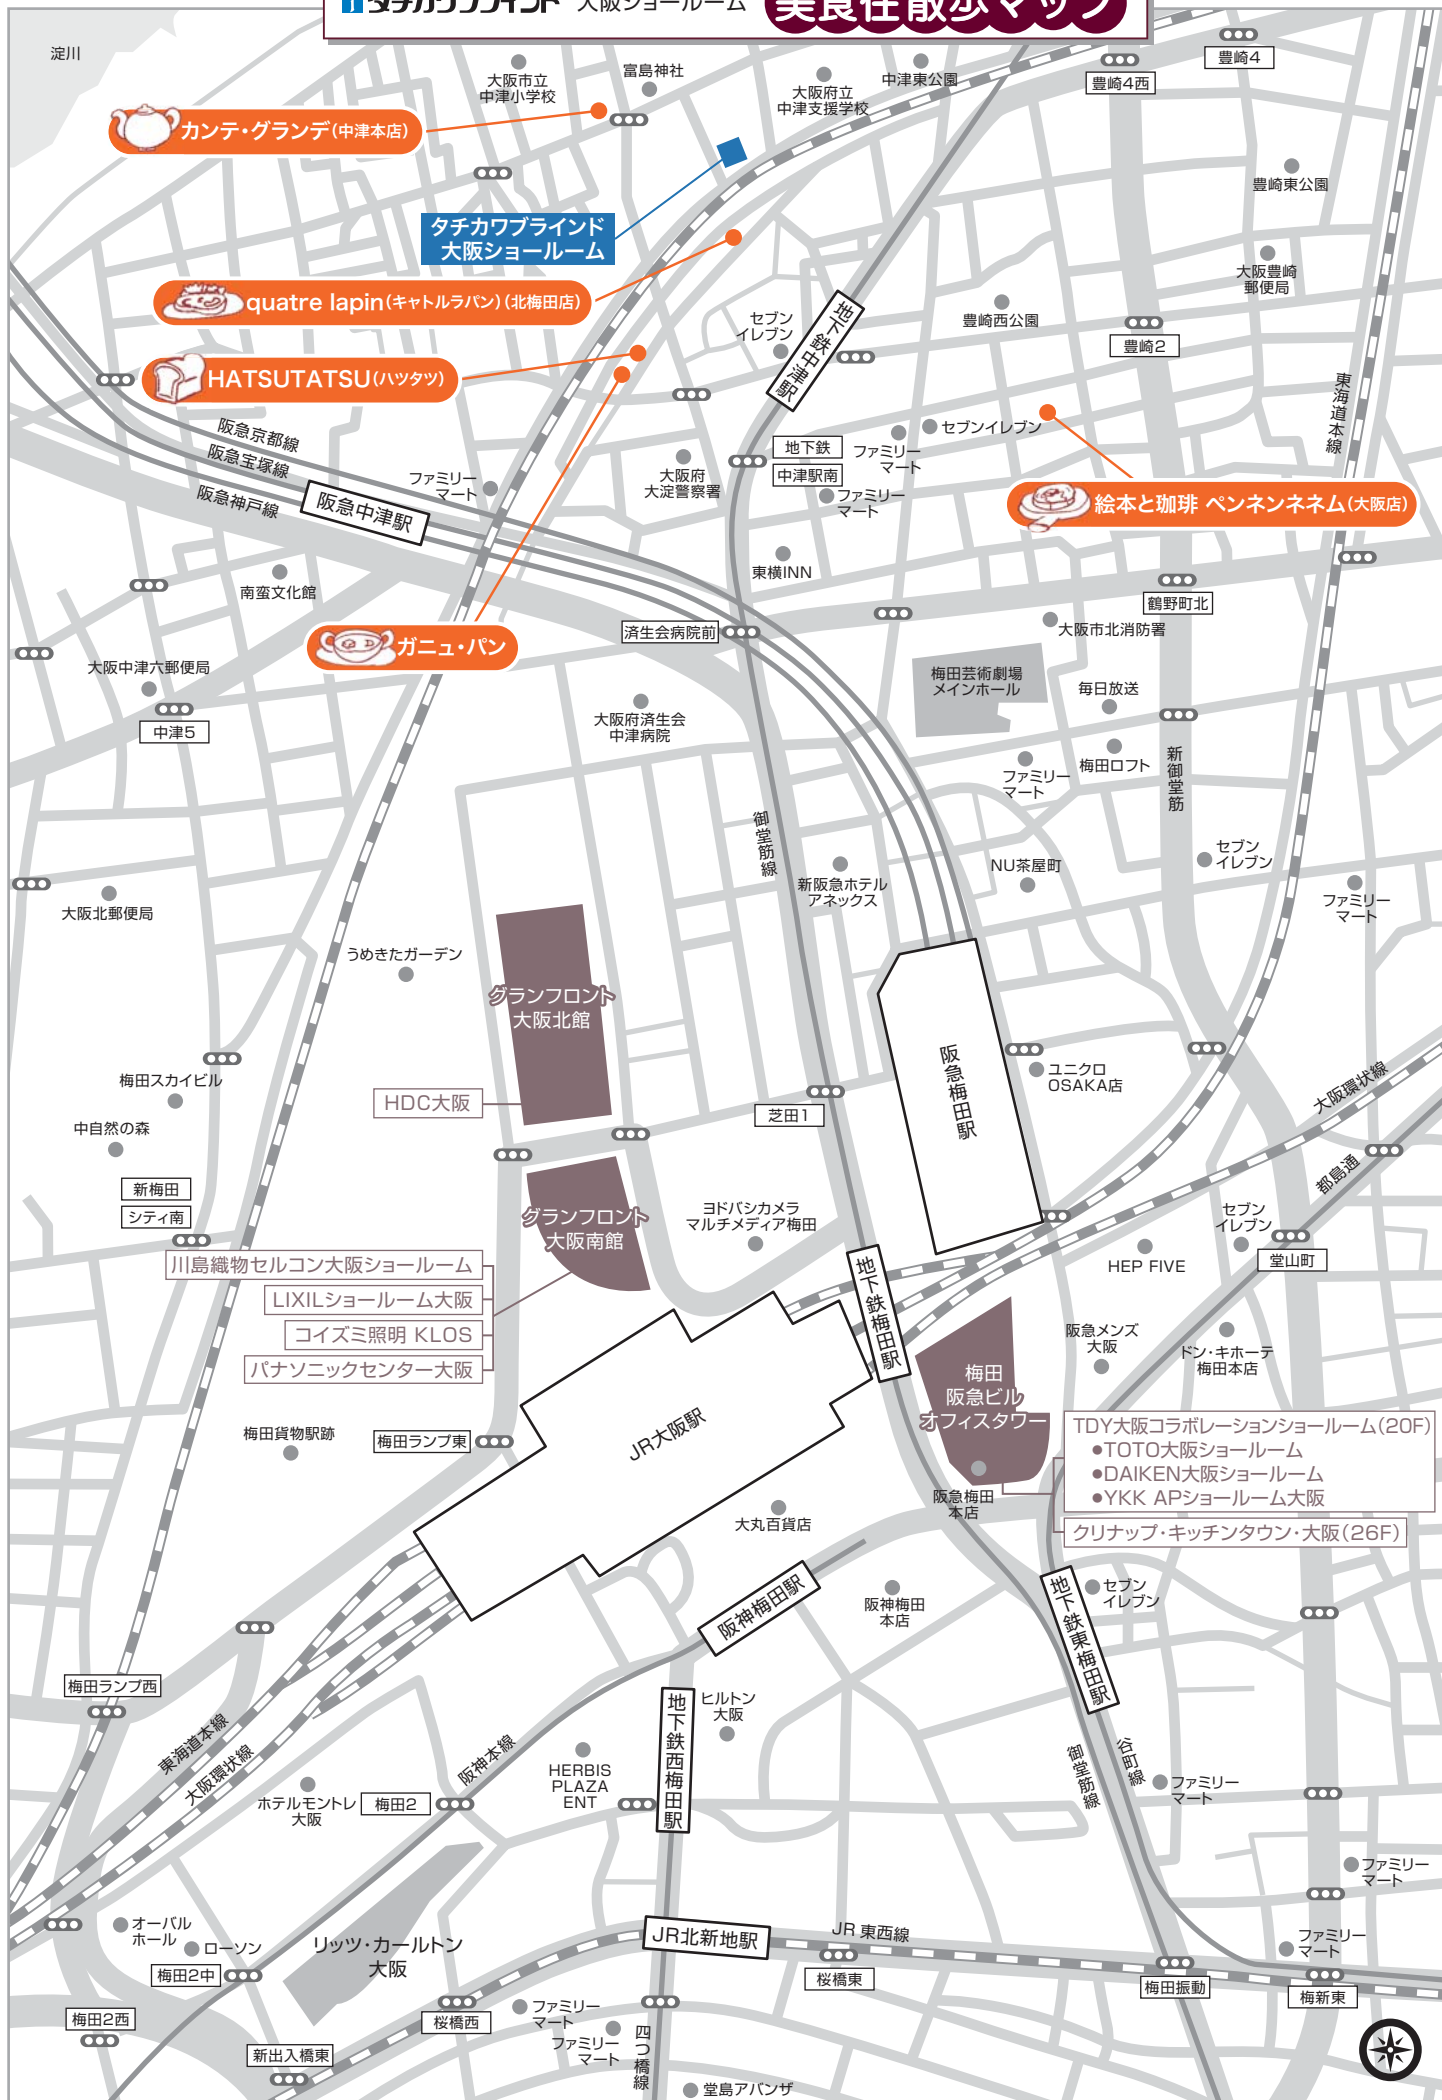 タチカワブラインド 大阪ショールーム 美食住散歩マップ
淀川
大阪市立
中津小学校
富島神社
大阪府立
中津支援学校
中津東公園
豊崎4西
豊崎4
カンテ・グランデ(中津本店)
豊崎東公園
タチカワブラインド
大阪ショールーム
大阪豊崎
郵便局
quatre lapin(キャトルラパン)(北梅田店)
セブン
イレブン
地下鉄中津駅
豊崎西公園
豊崎2
HATSUTATSU(ハツタツ)
東海道本線
阪急京都線
阪急宝塚線
阪急神戸線
阪急中津駅
ファミリー
マート
大阪府
大淀警察署
地下鉄
中津駅南
ファミリー
マート
セブンイレブン
ファミリー
マート
絵本と珈琲 ペンネンネネム(大阪店)
東横INN
南蛮文化館
鶴野町北
済生会病院前
大阪市北消防署
ガニュ・パン
大阪中津六郵便局
中津5
梅田芸術劇場
メインホール
毎日放送
大阪府済生会
中津病院
ファミリー
マート
梅田ロフト
新御堂筋
御堂筋線
セブン
イレブン
新阪急ホテル
アネックス
NU茶屋町
ファミリー
マート
大阪北郵便局
うめきたガーデン
グランフロント
大阪北館
阪急梅田駅
ユニクロ
OSAKA店
梅田スカイビル
HDC大阪
芝田1
大阪環状線
中自然の森
都島通
新梅田
シティ南
グランフロント
大阪南館
ヨドバシカメラ
マルチメディア梅田
セブン
イレブン
川島織物セルコン大阪ショールーム
LIXILショールーム大阪
コイズミ照明 KLOS
パナソニックセンター大阪
地下鉄梅田駅
HEP FIVE
堂山町
阪急メンズ
大阪
ドン・キホーテ
梅田本店
梅田
阪急ビル
オフィスタワー
梅田貨物駅跡
梅田ランプ東
JR大阪駅
TDY大阪コラボレーションショールーム(20F)
●TOTO大阪ショールーム
●DAIKEN大阪ショールーム
●YKK APショールーム大阪
クリナップ・キッチンタウン・大阪(26F)
阪急梅田
本店
大丸百貨店
阪神梅田駅
阪神梅田
本店
地下鉄東梅田駅
セブン
イレブン
梅田ランプ西
地下鉄西梅田駅
ヒルトン
大阪
東海道本線
大阪環状線
阪神本線
HERBIS
PLAZA
ENT
御堂筋線
谷町線
ファミリー
マート
ホテルモントレ
大阪
梅田2
ファミリー
マート
オーバル
ホール
ローソン
梅田2中
リッツ・カールトン
大阪
JR北新地駅
JR東西線
桜橋東
ファミリー
マート
梅田振動
梅新東
梅田2西
桜橋西
ファミリー
マート
ファミリー
マート
四つ橋線
新出入橋東
堂島アバンザ